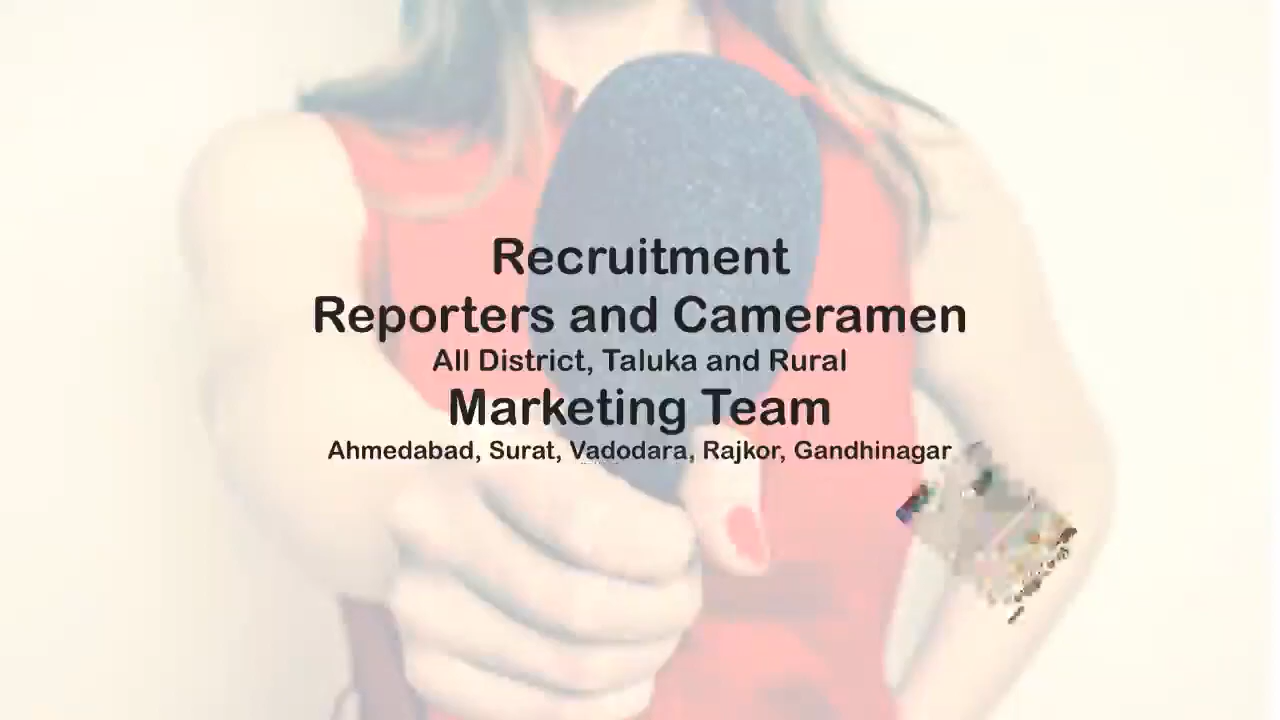 Recruitment
Reporters and Cameramen
All District, Taluka and Rural
Marketing Team
Ahmedabad, Surat, Vadodara, Rajkor, Gandhinagar